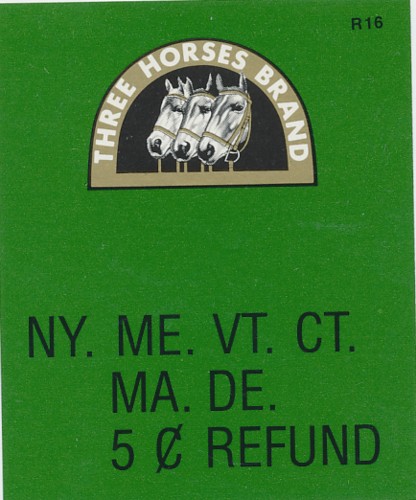 R16
THREE HORSES BRAND
NY. ME. VT. CT.
MA. DE.
5 ₵ REFUND